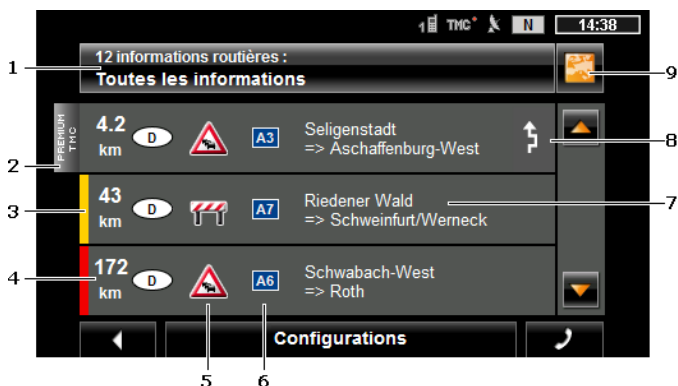 1 TMC N 14:38
12 informations routières :
Toutes les informations
1
9
PREMIUM
TMC
4.2
km
D
A3
Seligenstadt
=> Aschaffenburg-West
8
2
43
km
D
A7
Riedener Wald
=> Schweinfurt/Werneck
7
3
172
km
D
A6
Schwabach-West
=> Roth
4
Configurations
5 6